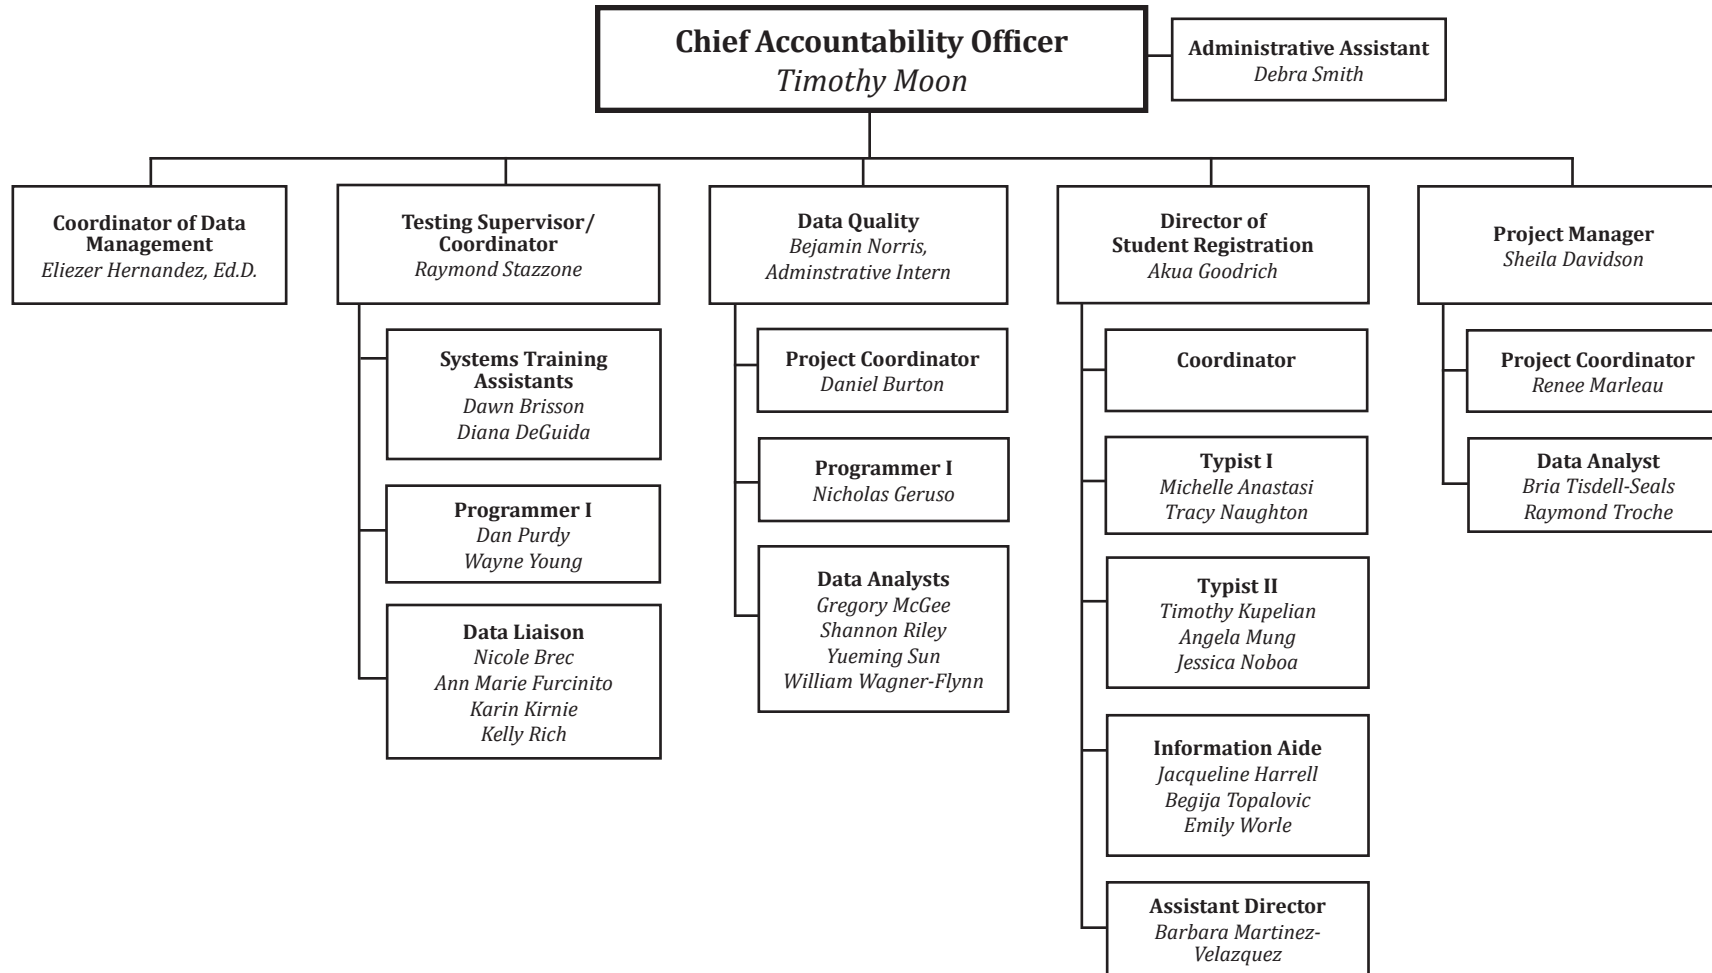 Chief Accountability Officer
Timothy Moon
Administrative Assistant
Debra Smith
Coordinator of Data
Management
Eliezer Hernandez, Ed.D.
Testing Supervisor/
Coordinator
Raymond Stazzone
Systems Training
Assistants
Dawn Brisson
Diana DeGuida
Programmer I
Dan Purdy
Wayne Young
Data Liaison
Nicole Brec
Ann Marie Furcinito
Karin Kirnie
Kelly Rich
Data Quality
Bejamin Norris,
Adminstrative Intern
Project Coordinator
Daniel Burton
Programmer I
Nicholas Geruso
Data Analysts
Gregory McGee
Shannon Riley
Yueming Sun
William Wagner-Flynn
Director of
Student Registration
Akua Goodrich
Coordinator
Typist I
Michelle Anastasi
Tracy Naughton
Typist II
Timothy Kupelian
Angela Mung
Jessica Noboa
Information Aide
Jacqueline Harrell
Begija Topalovic
Emily Worle
Assistant Director
Barbara Martinez-
Velazquez
Project Manager
Sheila Davidson
Project Coordinator
Renee Marleau
Data Analyst
Bria Tisdell-Seals
Raymond Troche